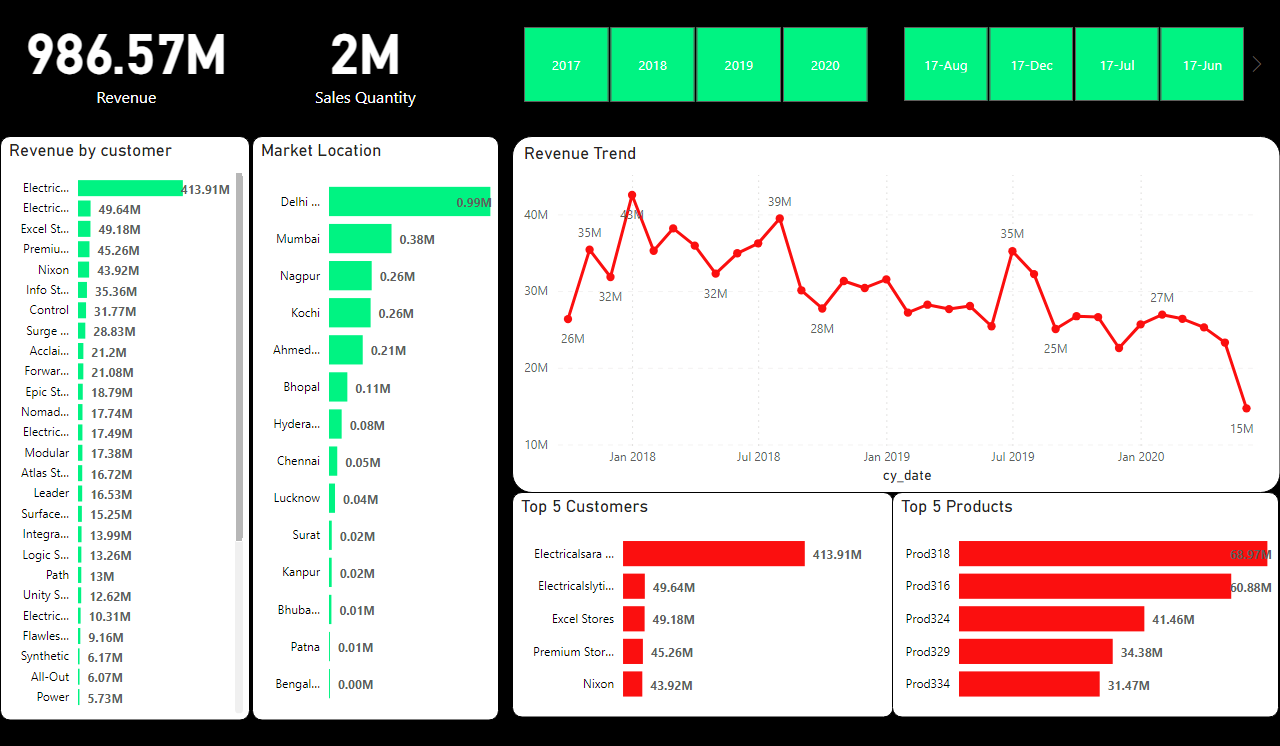 986.57M
Revenue
2M
Sales Quantity
2017 2018 2019 2020
17-Aug 17-Dec 17-Jul 17-Jun
Revenue by customer
Electric... 413.91M
Electric... 49.64M
Excel St... 49.18M
Premiu... 45.26M
Nixon 43.92M
Info St... 35.36M
Control 31.77M
Surge ... 28.83M
Acclai... 21.2M
Forwar... 21.08M
Epic St... 18.79M
Nomad... 17.74M
Electric... 17.49M
Modular 17.38M
Atlas St... 16.72M
Leader 16.53M
Surface... 15.25M
Integra... 13.99M
Logic S... 13.26M
Path 13M
Unity S... 12.62M
Electric... 10.31M
Flawles... 9.16M
Synthetic 6.17M
All-Out 6.07M
Power 5.73M
Market Location
Delhi ... 0.99M
Mumbai 0.38M
Nagpur 0.26M
Kochi 0.26M
Ahmed... 0.21M
Bhopal 0.11M
Hydera... 0.08M
Chennai 0.05M
Lucknow 0.04M
Surat 0.02M
Kanpur 0.02M
Bhuba... 0.01M
Patna 0.01M
Bengal... 0.00M
Revenue Trend
40M
30M
20M
10M
26M
35M
32M
43M
32M
39M
28M
35M
25M
27M
15M
Jan 2018 Jul 2018 Jan 2019 Jul 2019 Jan 2020
cy_date
Top 5 Customers
Electricalsara ... 413.91M
Electricalslyti... 49.64M
Excel Stores 49.18M
Premium Stor... 45.26M
Nixon 43.92M
Top 5 Products
Prod318 68.97M
Prod316 60.88M
Prod324 41.46M
Prod329 34.38M
Prod334 31.47M